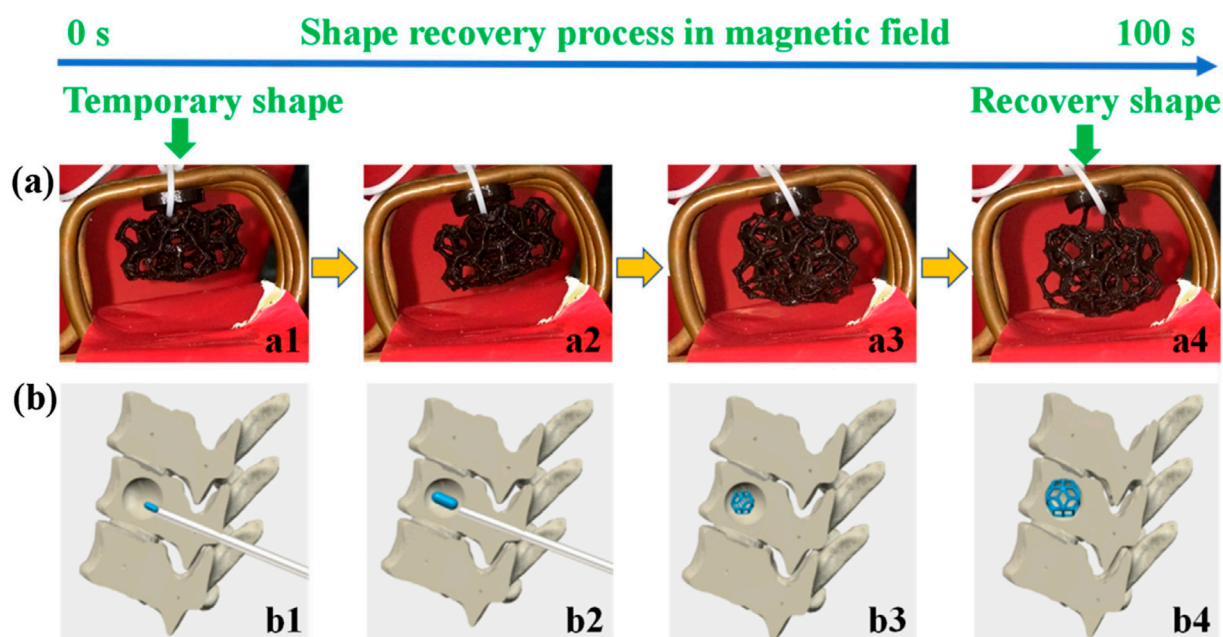 0 s Shape recovery process in magnetic field 100 s
Temporary shape Recovery shape
(a)
a1 a2 a3 a4
(b)
b1 b2 b3 b4